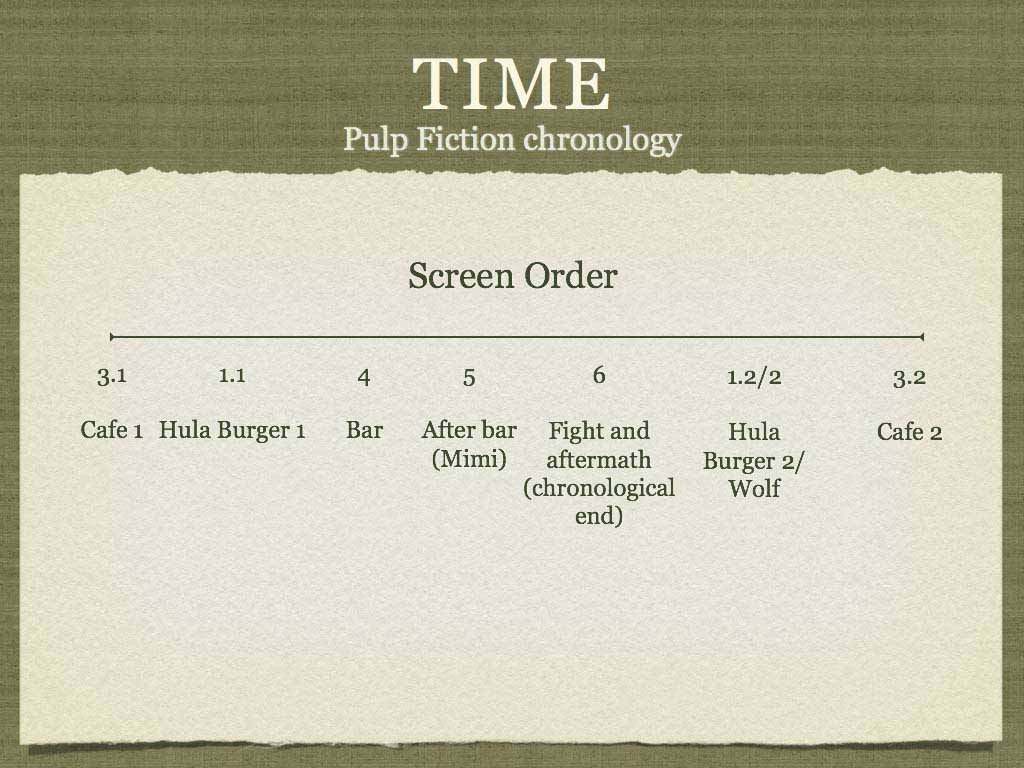 TIME
Pulp Fiction chronology
Screen Order
3.1 1.1 4 5 6 1.2/2 3.2
Cafe 1
Hula Burger 1
Bar
After bar
(Mimi)
Fight and
aftermath
(chronological
end)
Hula
Burger 2/
Wolf
Cafe 2